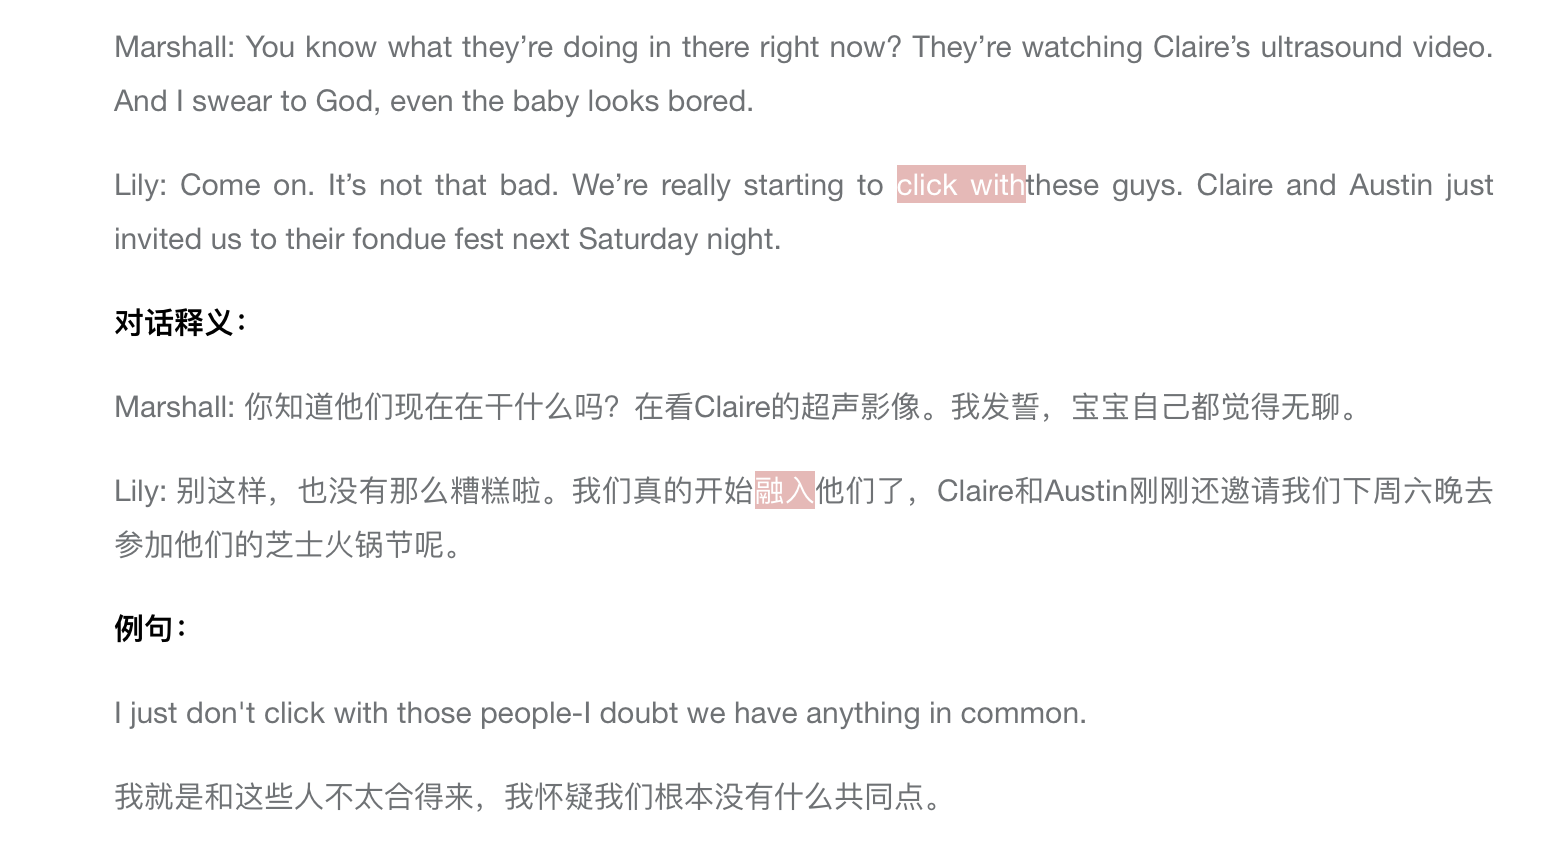 Marshall: You know what they’re doing in there right now? They’re watching Claire’s ultrasound video.
And I swear to God, even the baby looks bored.
Lily: Come on. It’s not that bad. We’re really starting to click withthese guys. Claire and Austin just
invited us to their fondue fest next Saturday night.
对话释义：
Marshall: 你知道他们现在在干什么吗？在看Claire的超声影像。我发誓，宝宝自己都觉得无聊。
Lily: 别这样，也没有那么糟糕啦。我们真的开始融入他们了，Claire和Austin刚刚还邀请我们下周六晚去
参加他们的芝士火锅节呢。
例句：
I just don't click with those people-I doubt we have anything in common.
我就是和这些人不太合得来，我怀疑我们根本没有什么共同点。